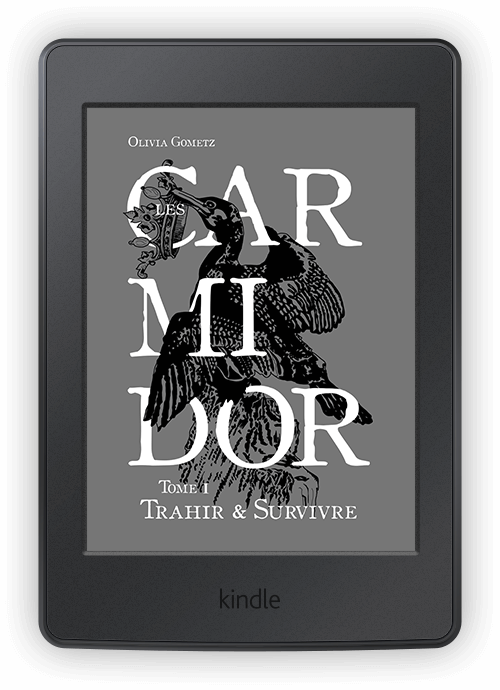 Olivia Gometz
LES
CAR
MI
DOR
Tome I
Trahir & Survivre
kindle